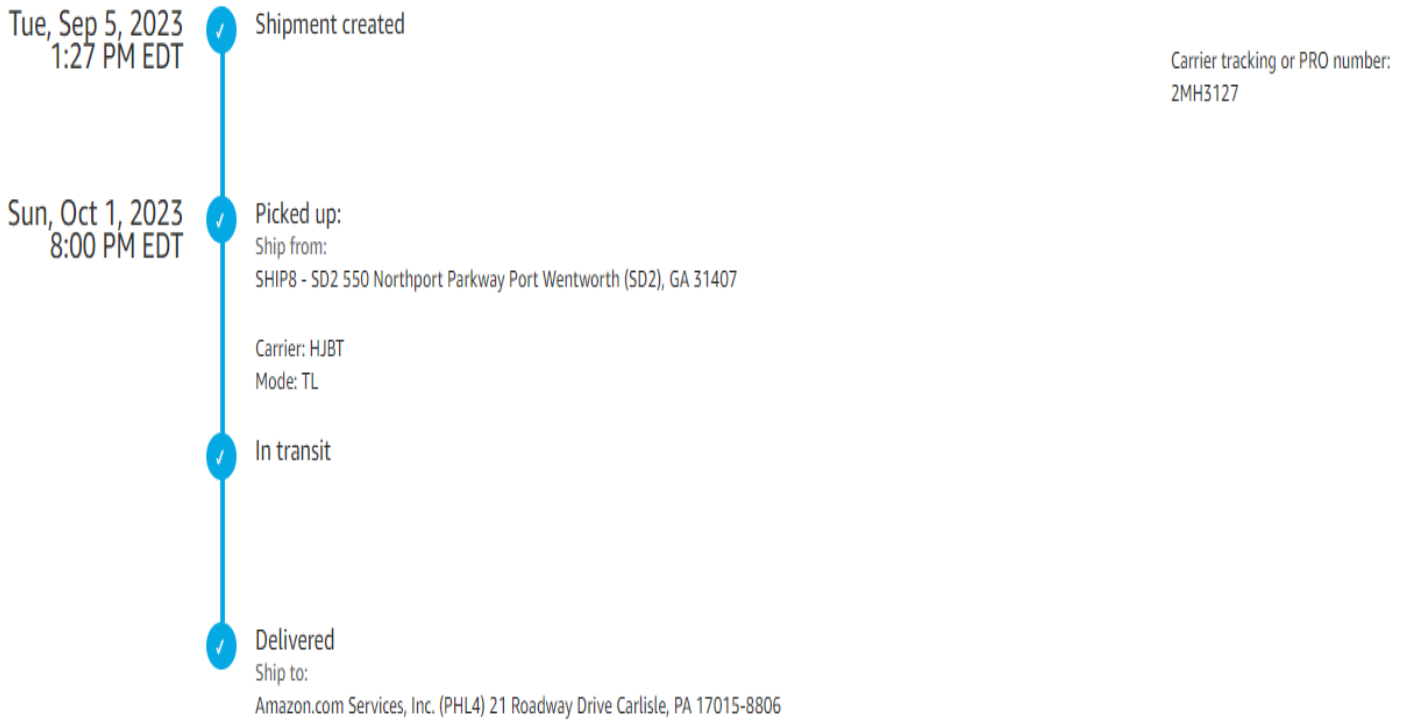 Tue, Sep 5, 2023
1:27 PM EDT
Shipment created
Carrier tracking or PRO number:
2MH3127
Sun, Oct 1, 2023
8:00 PM EDT
Picked up:
Ship from:
SHIP8 - SD2 550 Northport Parkway Port Wentworth (SD2), GA 31407
Carrier: HJBT
Mode: TL
In transit
Delivered
Ship to:
Amazon.com Services, Inc. (PHL4) 21 Roadway Drive Carlisle, PA 17015-8806